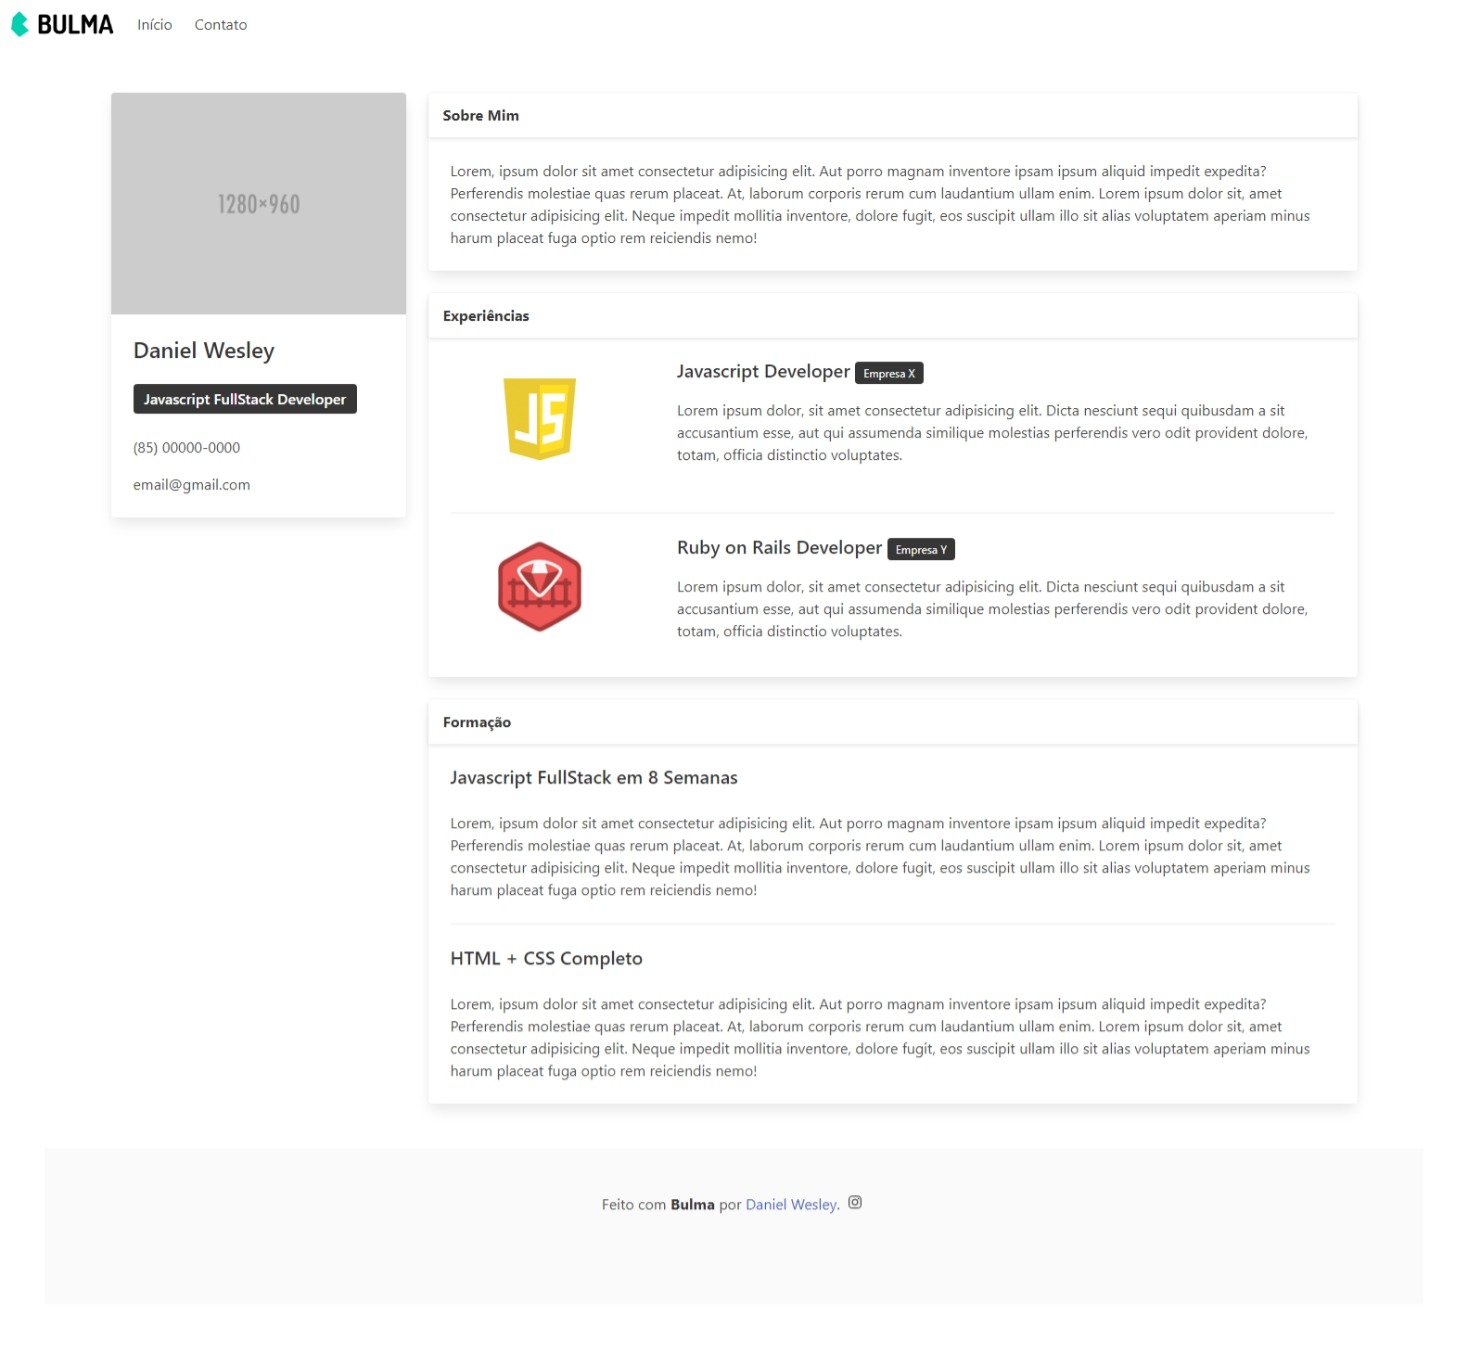 BULMA Início Contato
1280×960
Daniel Wesley
Javascript FullStack Developer
(85) 00000-0000
email@gmail.com
Sobre Mim
Lorem, ipsum dolor sit amet consectetur adipisicing elit. Aut porro magnam inventore ipsam ipsum aliquid impedit expedita?
Perferendis molestiae quas rerum placeat. At, laborum corporis rerum cum laudantium ullam enim. Lorem ipsum dolor sit, amet
consectetur adipisicing elit. Neque impedit mollitia inventore, dolore fugit, eos suscipit ullam illo sit alias voluptatem aperiam minus
harum placeat fuga optio rem reiciendis nemo!
Experiências
JS
Javascript Developer Empresa X
Lorem ipsum dolor, sit amet consectetur adipisicing elit. Dicta nesciunt sequi quibusdam a sit
accusantium esse, aut qui assumenda similique molestias perferendis vero odit provident dolore,
totam, officia distinctio voluptates.
Ruby on Rails Developer Empresa Y
Lorem ipsum dolor, sit amet consectetur adipisicing elit. Dicta nesciunt sequi quibusdam a sit
accusantium esse, aut qui assumenda similique molestias perferendis vero odit provident dolore,
totam, officia distinctio voluptates.
Formação
Javascript FullStack em 8 Semanas
Lorem, ipsum dolor sit amet consectetur adipisicing elit. Aut porro magnam inventore ipsam ipsum aliquid impedit expedita?
Perferendis molestiae quas rerum placeat. At, laborum corporis rerum cum laudantium ullam enim. Lorem ipsum dolor sit, amet
consectetur adipisicing elit. Neque impedit mollitia inventore, dolore fugit, eos suscipit ullam illo sit alias voluptatem aperiam minus
harum placeat fuga optio rem reiciendis nemo!
HTML + CSS Completo
Lorem, ipsum dolor sit amet consectetur adipisicing elit. Aut porro magnam inventore ipsam ipsum aliquid impedit expedita?
Perferendis molestiae quas rerum placeat. At, laborum corporis rerum cum laudantium ullam enim. Lorem ipsum dolor sit, amet
consectetur adipisicing elit. Neque impedit mollitia inventore, dolore fugit, eos suscipit ullam illo sit alias voluptatem aperiam minus
harum placeat fuga optio rem reiciendis nemo!
Feito com Bulma por Daniel Wesley.